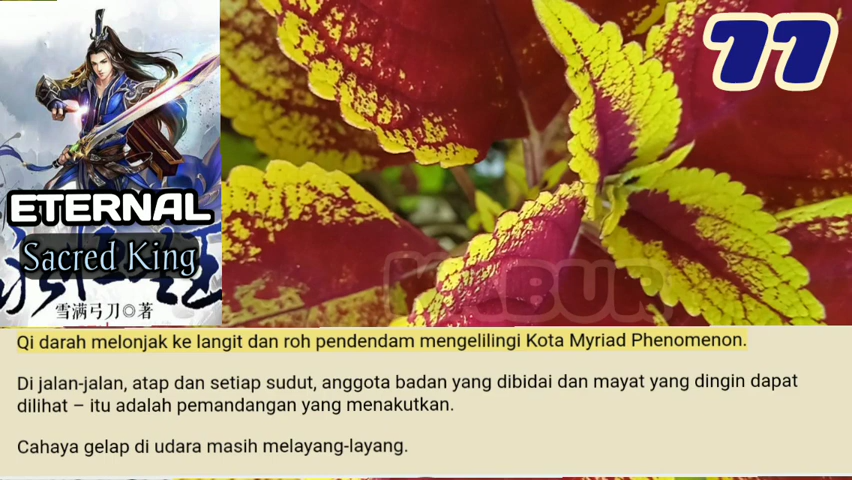 77
ETERNAL
Sacred King
雪满弓刀◎著
KABUR
Qi darah melonjak ke langit dan roh pendendam mengelilingi Kota Myriad Phenomenon.
Di jalan-jalan, atap dan setiap sudut, anggota badan yang dibidai dan mayat yang dingin dapat
dilihat – itu adalah pemandangan yang menakutkan.
Cahaya gelap di udara masih melayang-layang.